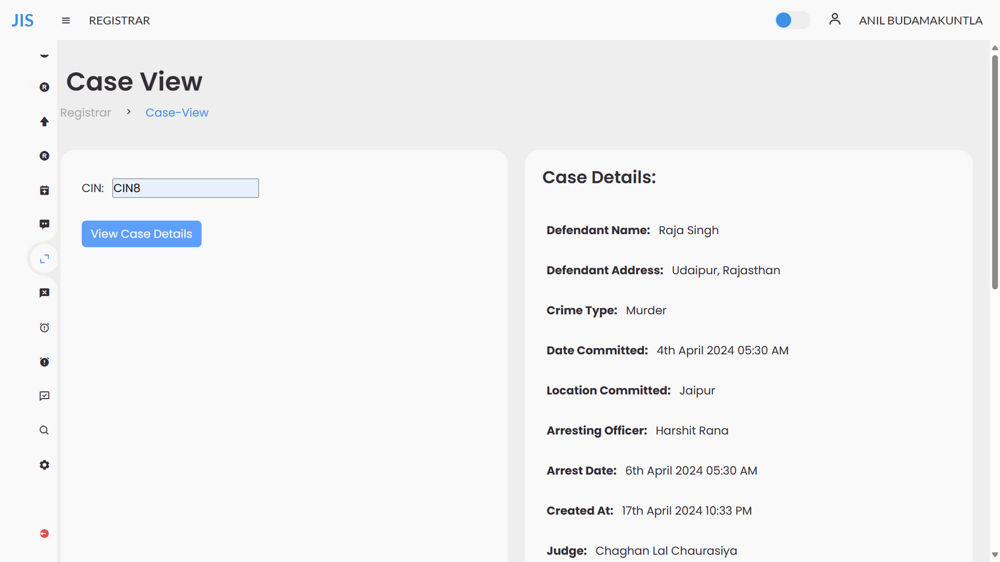 JIS
REGISTRAR
ANIL BUDAMAKUNTLA
Case View
Registrar > Case-View
CIN: CIN8
View Case Details
Case Details:
Defendant Name: Raja Singh
Defendant Address: Udaipur, Rajasthan
Crime Type: Murder
Date Committed: 4th April 2024 05:30 AM
Location Committed: Jaipur
Arresting Officer: Harshit Rana
Arrest Date: 6th April 2024 05:30 AM
Created At: 17th April 2024 10:33 PM
Judge: Chaghan Lal Chaurasiya